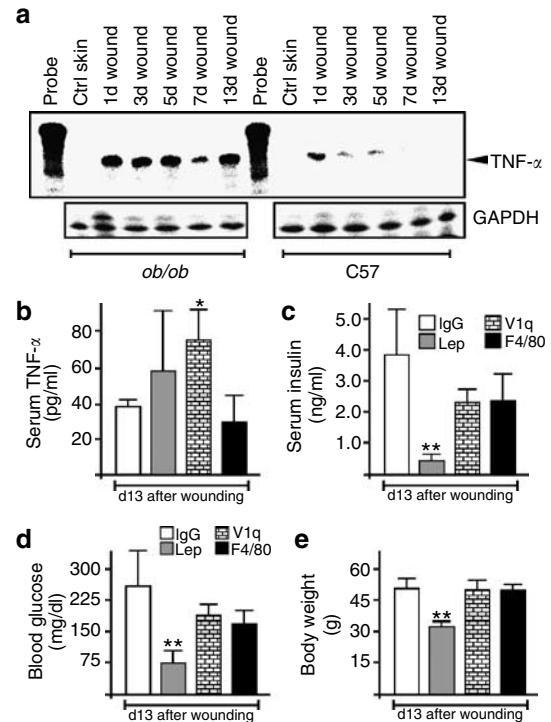 a
Probe
Ctrl skin
1d wound
3d wound
5d wound
7d wound
13d wound
Probe
Ctrl skin
1d wound
3d wound
5d wound
7d wound
13d wound
TNF-α
GAPDH
ob/ob
C57
b
Serum TNF-α
(pg/ml)
80
60
40
20
*
d13 after wounding
c
Serum insulin
(ng/ml)
5.0
4.0
3.0
2.0
1.0
IgG
V1q
Lep
F4/80
**
d13 after wounding
d
Blood glucose
(mg/dl)
300
225
150
75
IgG
V1q
Lep
F4/80
**
d13 after wounding
e
Body weight
(g)
60
45
30
15
**
d13 after wounding